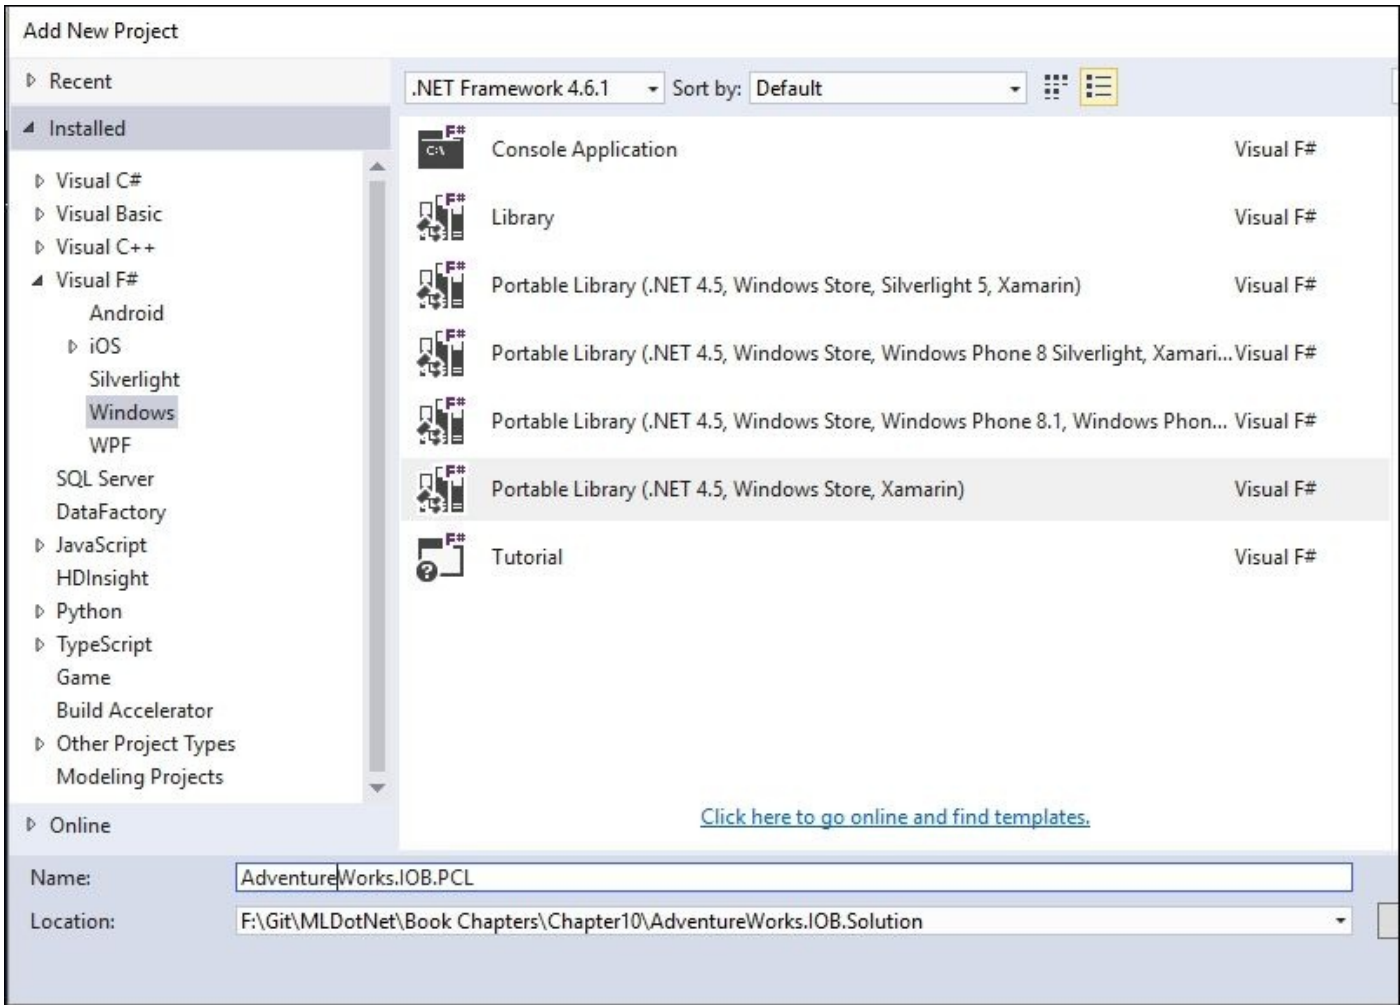 Add New Project
Recent
Installed
Visual C#
Visual Basic
Visual C++
Visual F#
Android
iOS
Silverlight
Windows
WPF
SQL Server
DataFactory
JavaScript
HDInsight
Python
TypeScript
Game
Build Accelerator
Other Project Types
Modeling Projects
Online
.NET Framework 4.6.1 Sort by: Default
F# C:\ Console Application Visual F#
F# Library Visual F#
F# Portable Library (.NET 4.5, Windows Store, Silverlight 5, Xamarin) Visual F#
F# Portable Library (.NET 4.5, Windows Store, Windows Phone 8 Silverlight, Xamari... Visual F#
F# Portable Library (.NET 4.5, Windows Store, Windows Phone 8.1, Windows Phon... Visual F#
F# Portable Library (.NET 4.5, Windows Store, Xamarin) Visual F#
F# ? Tutorial Visual F#
Click here to go online and find templates.
Name: AdventureWorks.IOB.PCL
Location: F:\Git\MLDotNet\Book Chapters\Chapter10\AdventureWorks.IOB.Solution